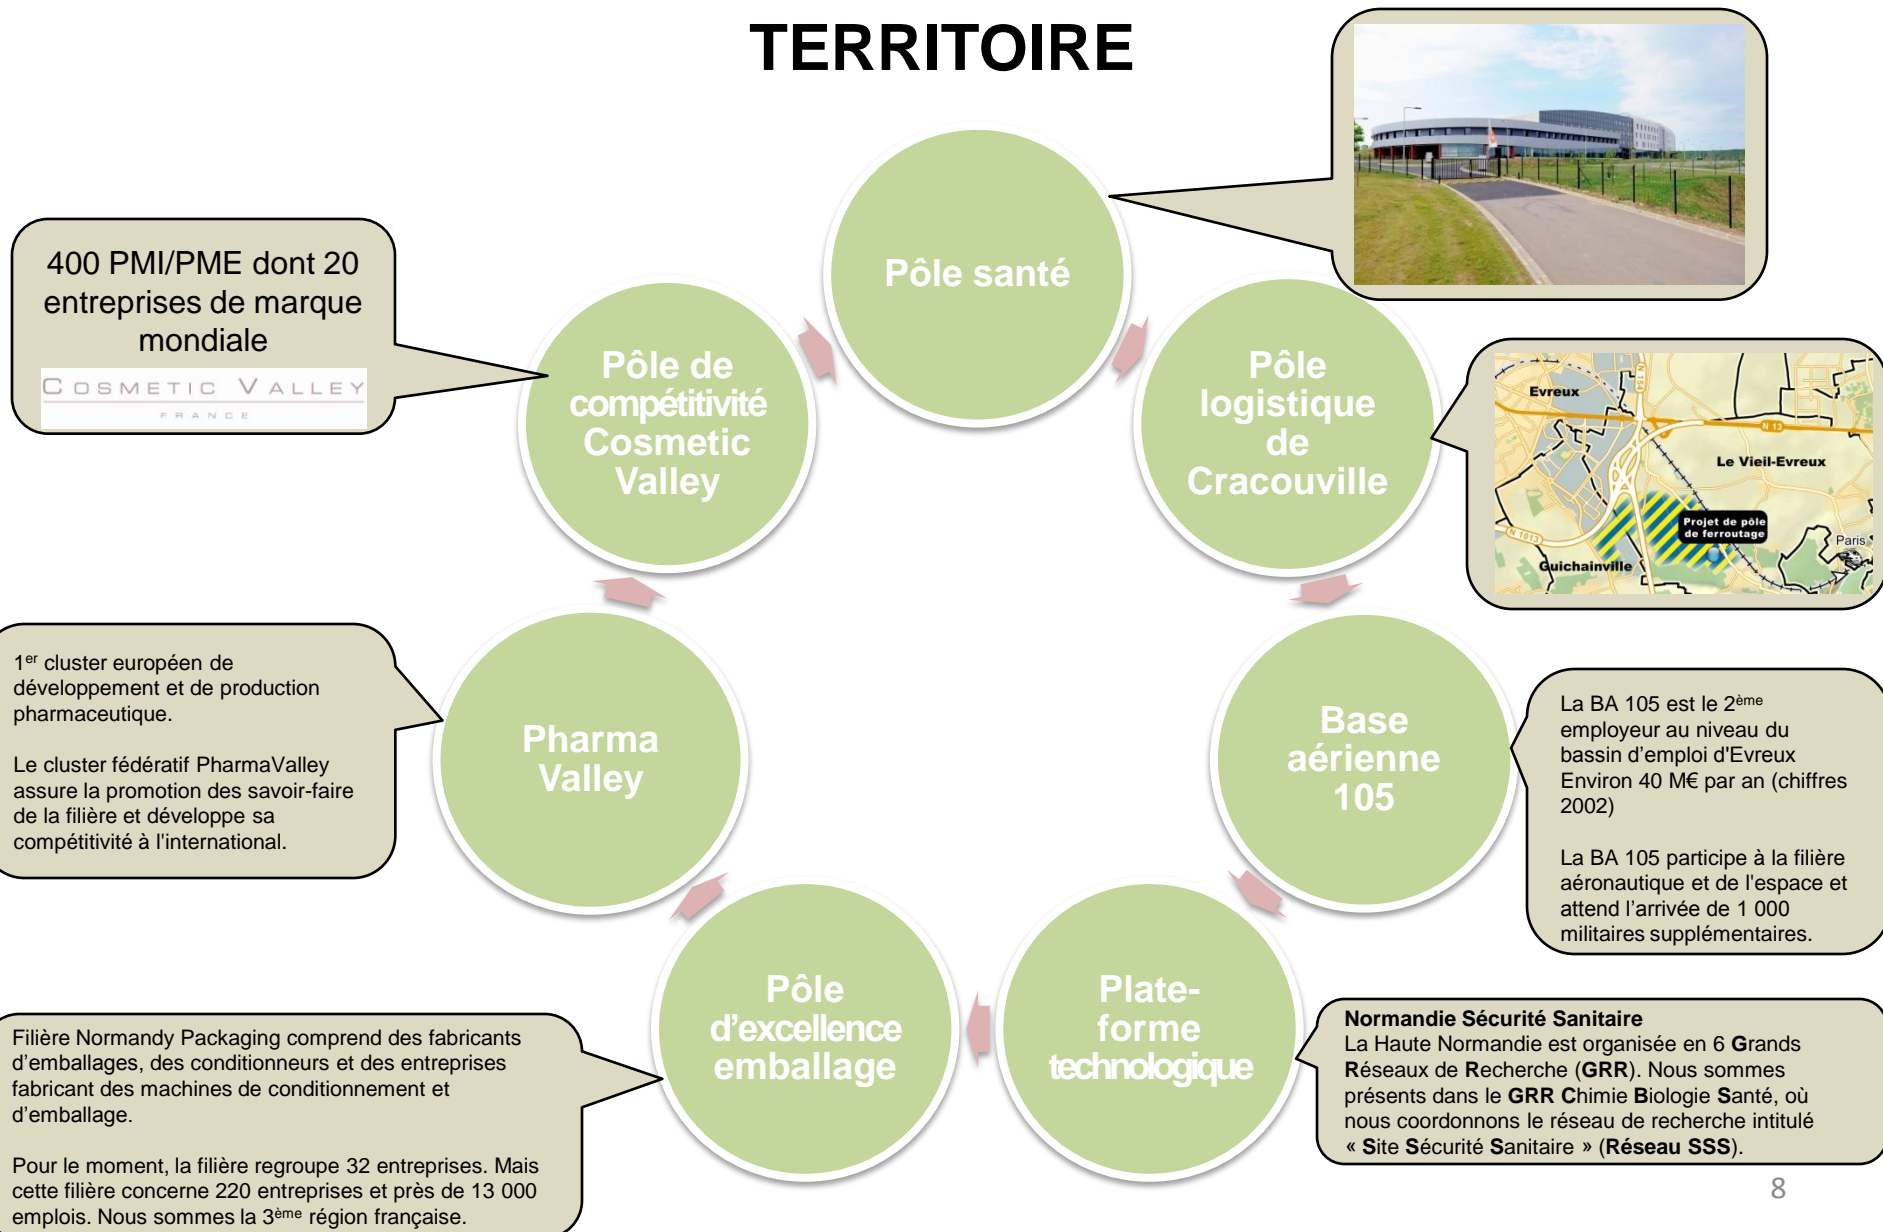 TERRITOIRE
Pôle santé
400 PMI/PME dont 20
entreprises de marque
mondiale
COSMETIC VALLEY
FRANCE
Pôle de
compétitivité
Cosmetic
Valley
Pôle
logistique
de
Cracouville
Evreux
N 154
N 13
Le Vieil-Evreux
Projet de pôle
de ferroutage
Paris
N 1013
Guichainville
1er cluster européen de
développement et de production
pharmaceutique.
Le cluster fédératif PharmaValley
assure la promotion des savoir-faire
de la filière et développe sa
compétitivité à l'international.
Pharma
Valley
Base
aérienne
105
La BA 105 est le 2ème
employeur au niveau du
bassin d’emploi d'Evreux
Environ 40 M€ par an (chiffres
2002)
La BA 105 participe à la filière
aéronautique et de l'espace et
attend l’arrivée de 1 000
militaires supplémentaires.
Filière Normandy Packaging comprend des fabricants
d’emballages, des conditionneurs et des entreprises
fabricant des machines de conditionnement et
d’emballage.
Pour le moment, la filière regroupe 32 entreprises. Mais
cette filière concerne 220 entreprises et près de 13 000
emplois. Nous sommes la 3ème région française.
Pôle
d’excellence
emballage
Plate-
forme
technologique
Normandie Sécurité Sanitaire
La Haute Normandie est organisée en 6 Grands
Réseaux de Recherche (GRR). Nous sommes
présents dans le GRR Chimie Biologie Santé, où
nous coordonnons le réseau de recherche intitulé
« Site Sécurité Sanitaire » (Réseau SSS).
8